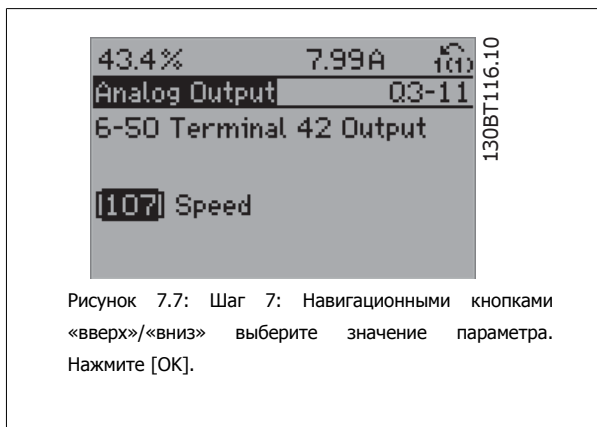 43.4% 7.99A 1(1)
Analog Output Q3-11
6-50 Terminal 42 Output
[107] Speed
130BT116.10
Рисунок 7.7: Шаг 7: Навигационными кнопками
«вверх»/«вниз» выберите значение параметра.
Нажмите [OK].